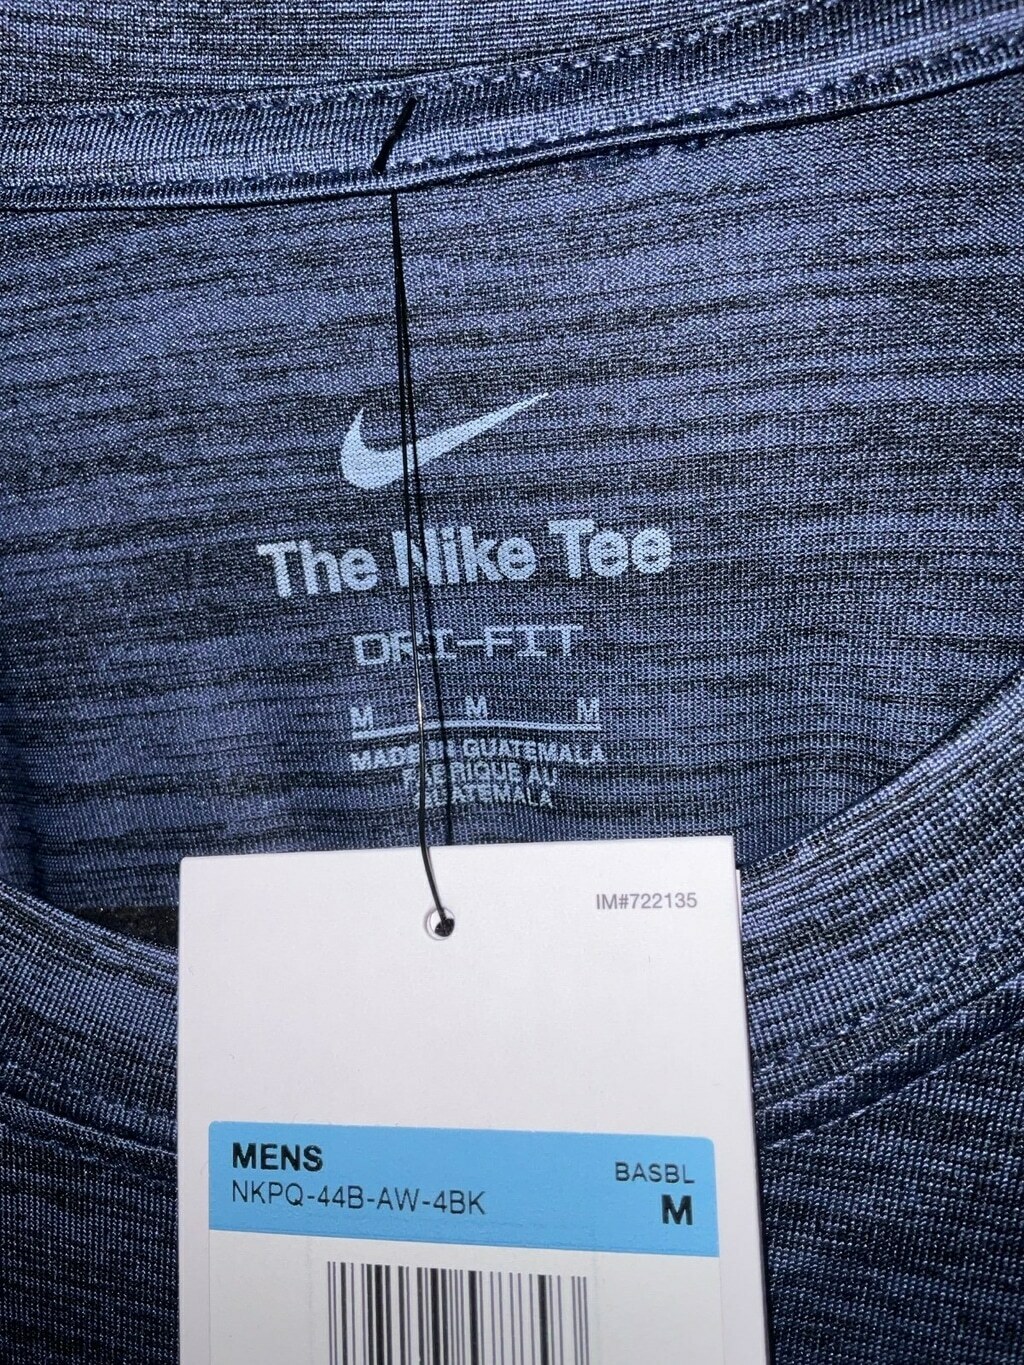 The Nike Tee
DRI-FIT
M M M
MADE IN GUATEMALA
FABRIQUE AU
GUATEMALA
IM#722135
MENS
BASBL
NKPQ-44B-AW-4BK
M